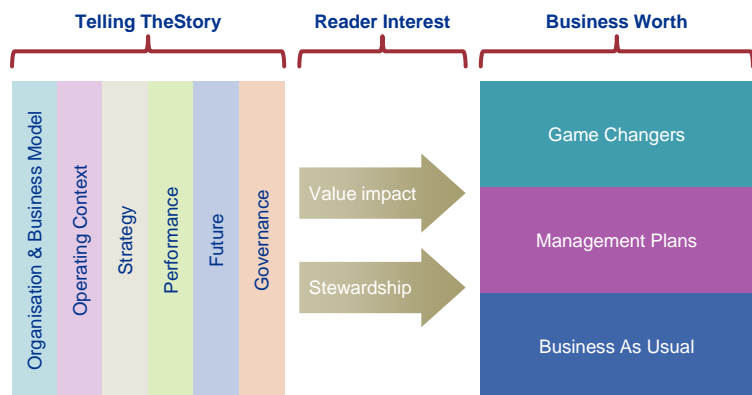 Telling TheStory
Reader Interest
Business Worth
Organisation & Business Model
Operating Context
Strategy
Performance
Future
Governance
Value impact
Stewardship
Game Changers
Management Plans
Business As Usual